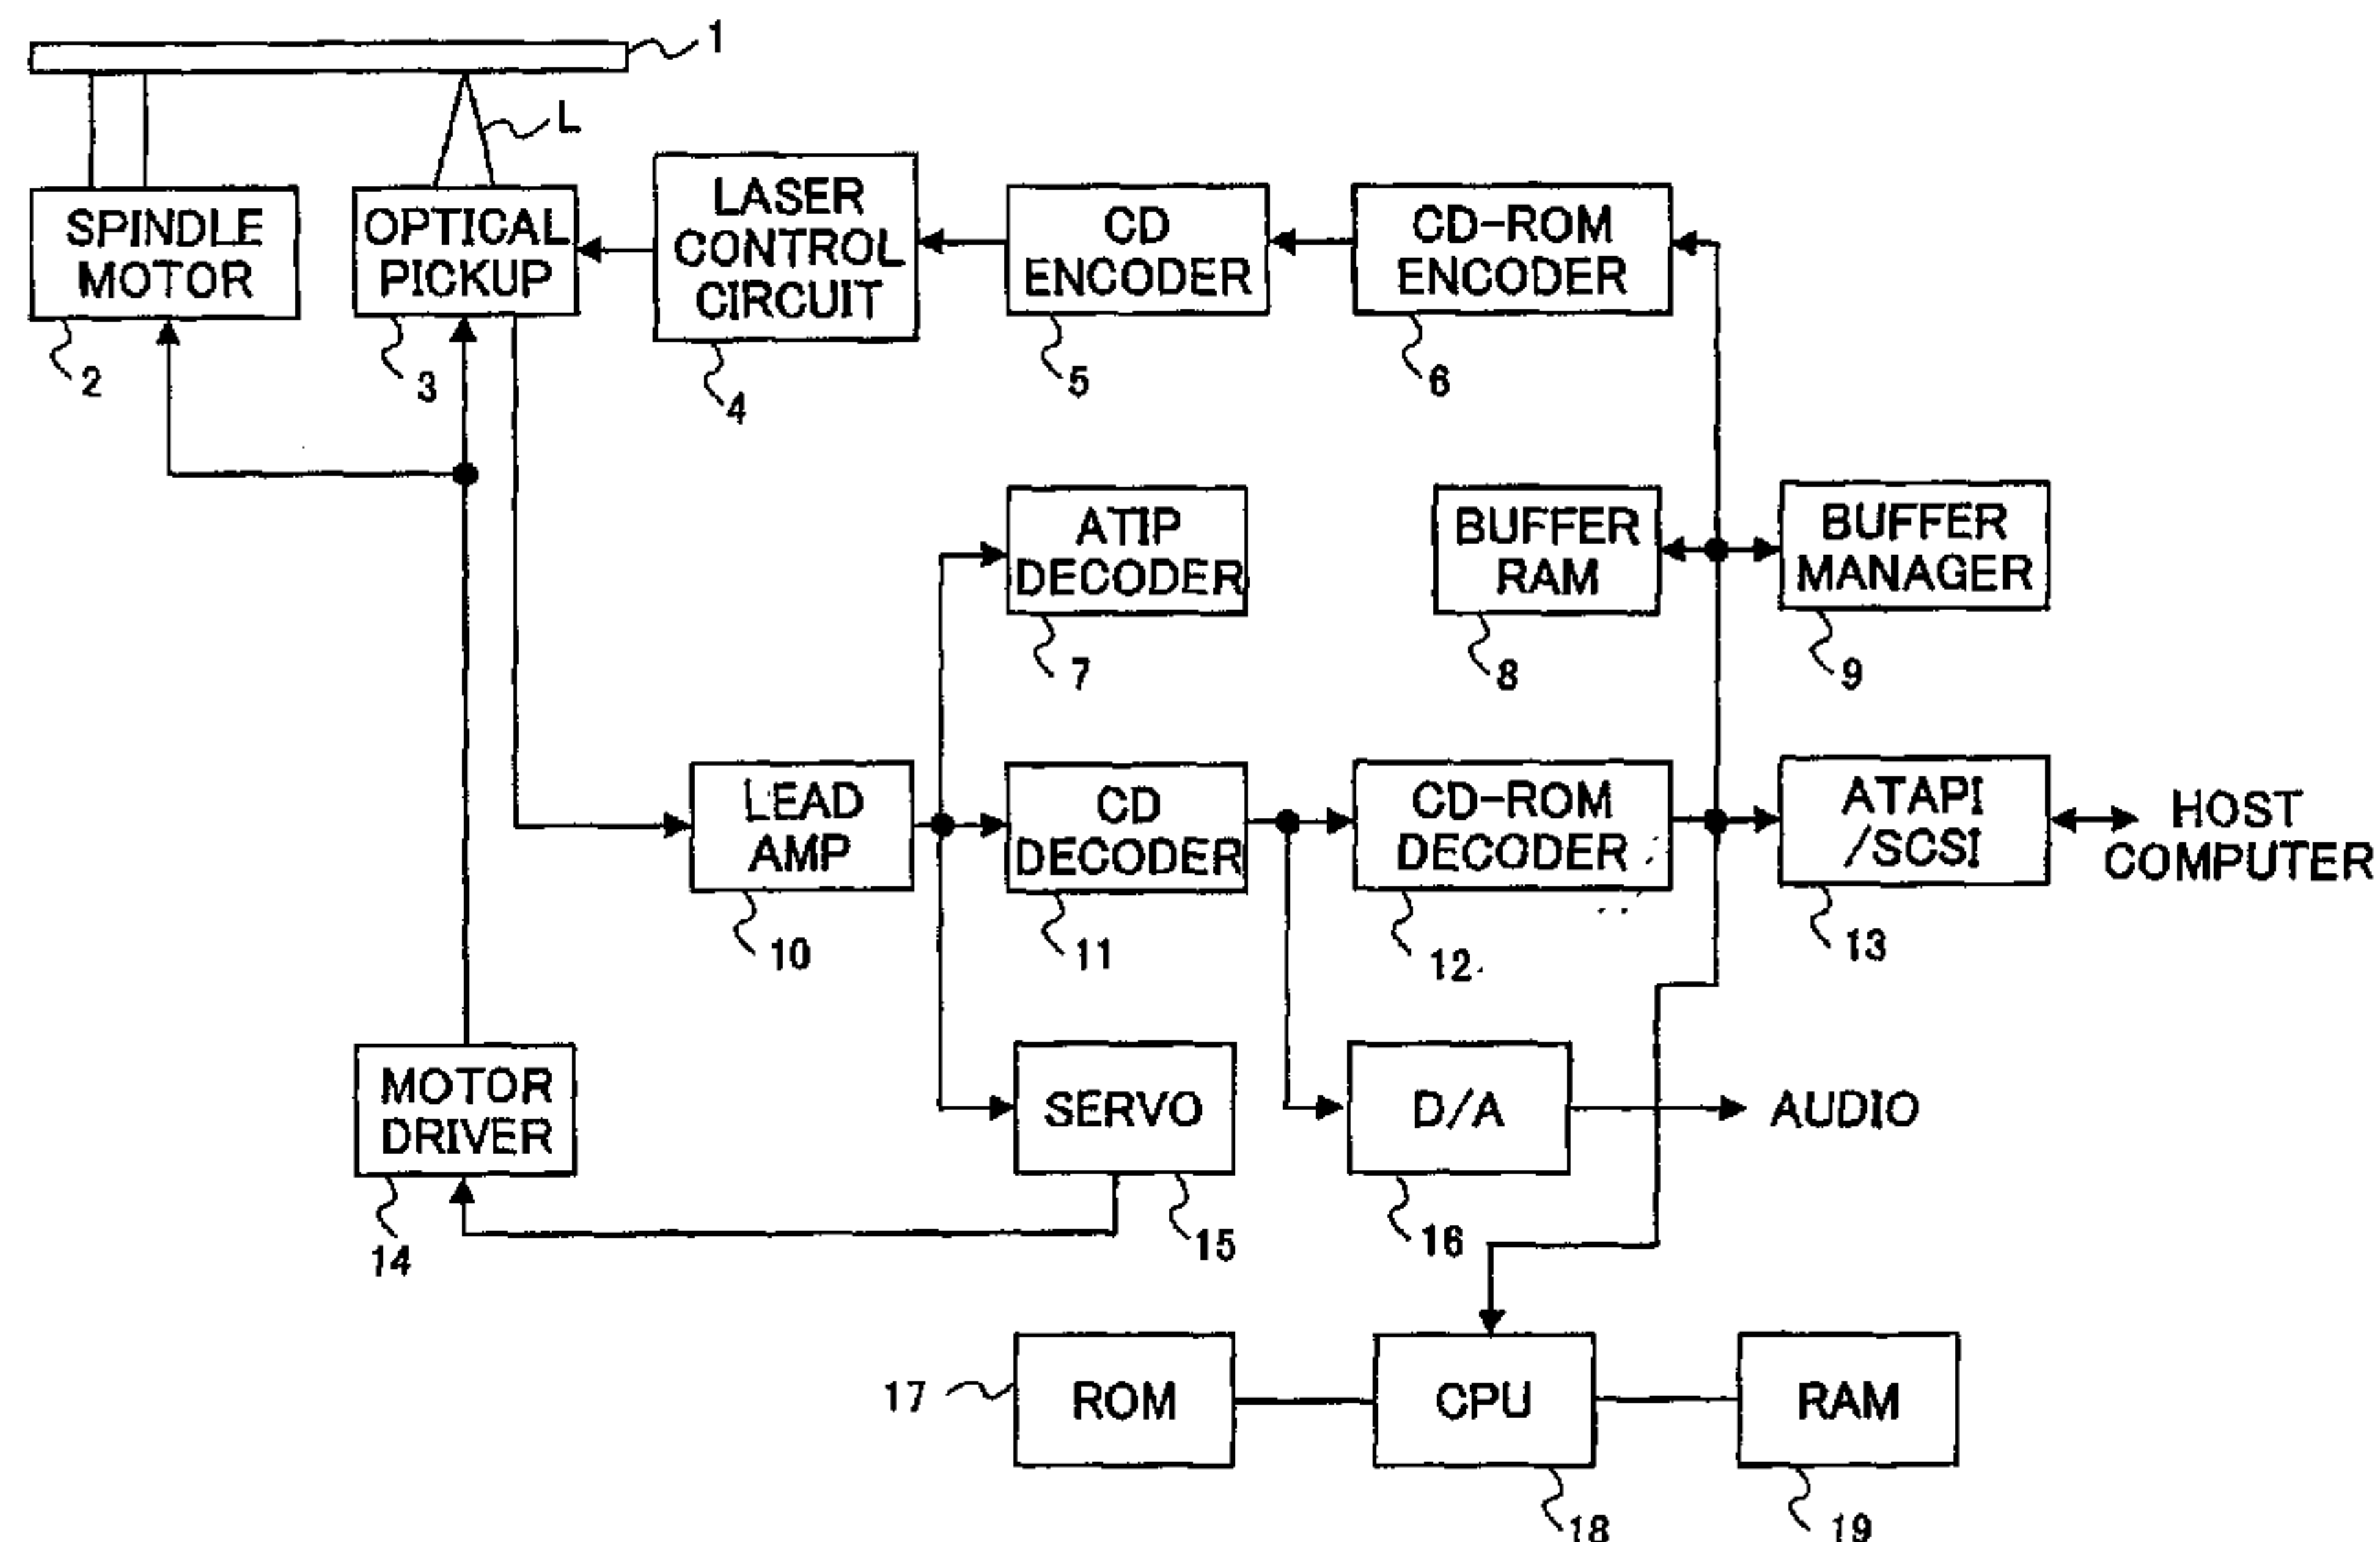 1
L
SPINDLE
MOTOR
2
OPTICAL
PICKUP
3
LASER
CONTROL
CIRCUIT
4
CD
ENCODER
5
CD-ROM
ENCODER
6
ATIP
DECODER
7
BUFFER
RAM
8
BUFFER
MANAGER
9
LEAD
AMP
10
CD
DECODER
11
CD-ROM
DECODER
12
ATAPI
/SCSI
13
HOST
COMPUTER
MOTOR
DRIVER
14
SERVO
15
D/A
16
AUDIO
17
ROM
CPU
18
RAM
19